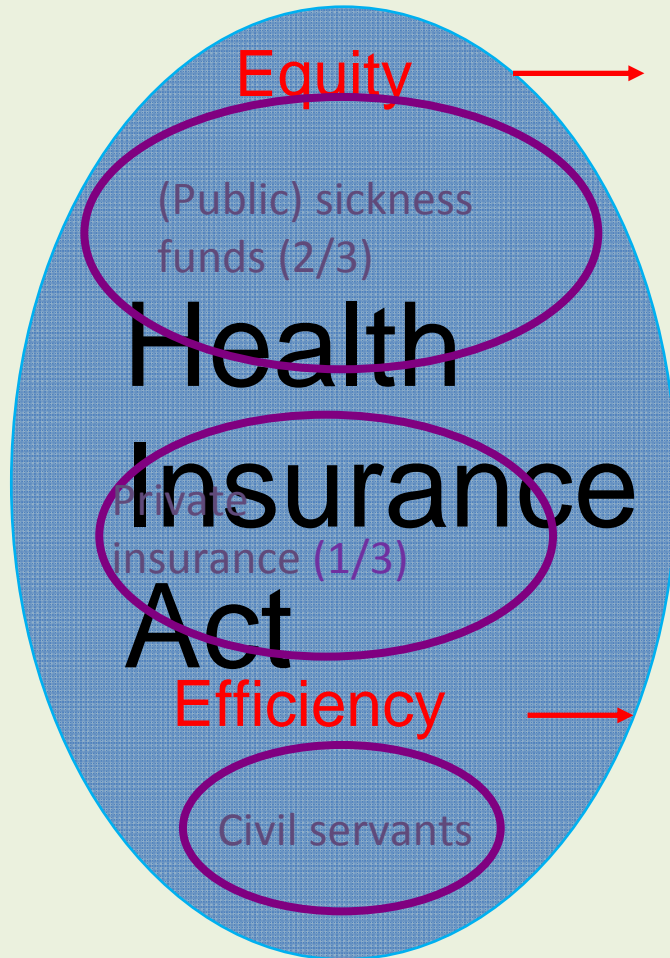 Equity
(Public) sickness
funds (2/3)
Health
Insurance
Private
insurance (1/3)
Act
Efficiency
Civil servants